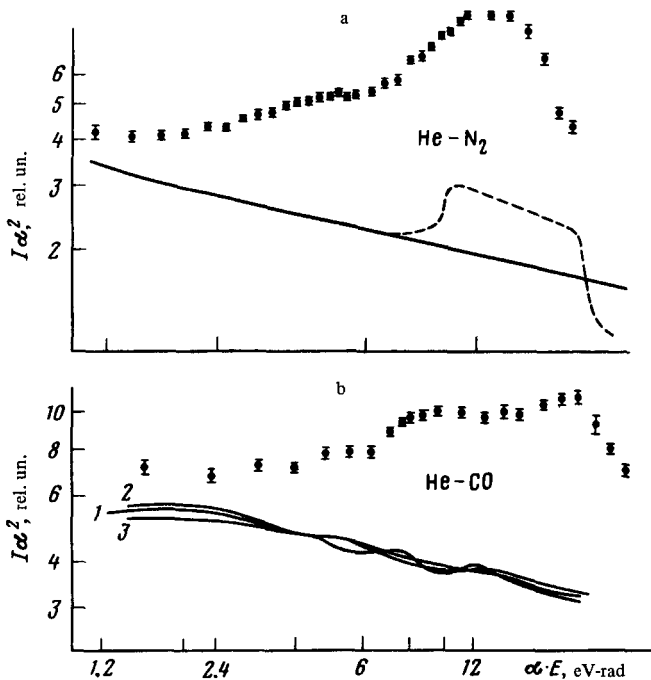 a
6
5
4
3
2
Iα², rel. un.
He–N₂
b
10
8
6
5
4
3
Iα², rel. un.
He–CO
2
1
3
1.2
2.4
6
12
α·E, eV-rad